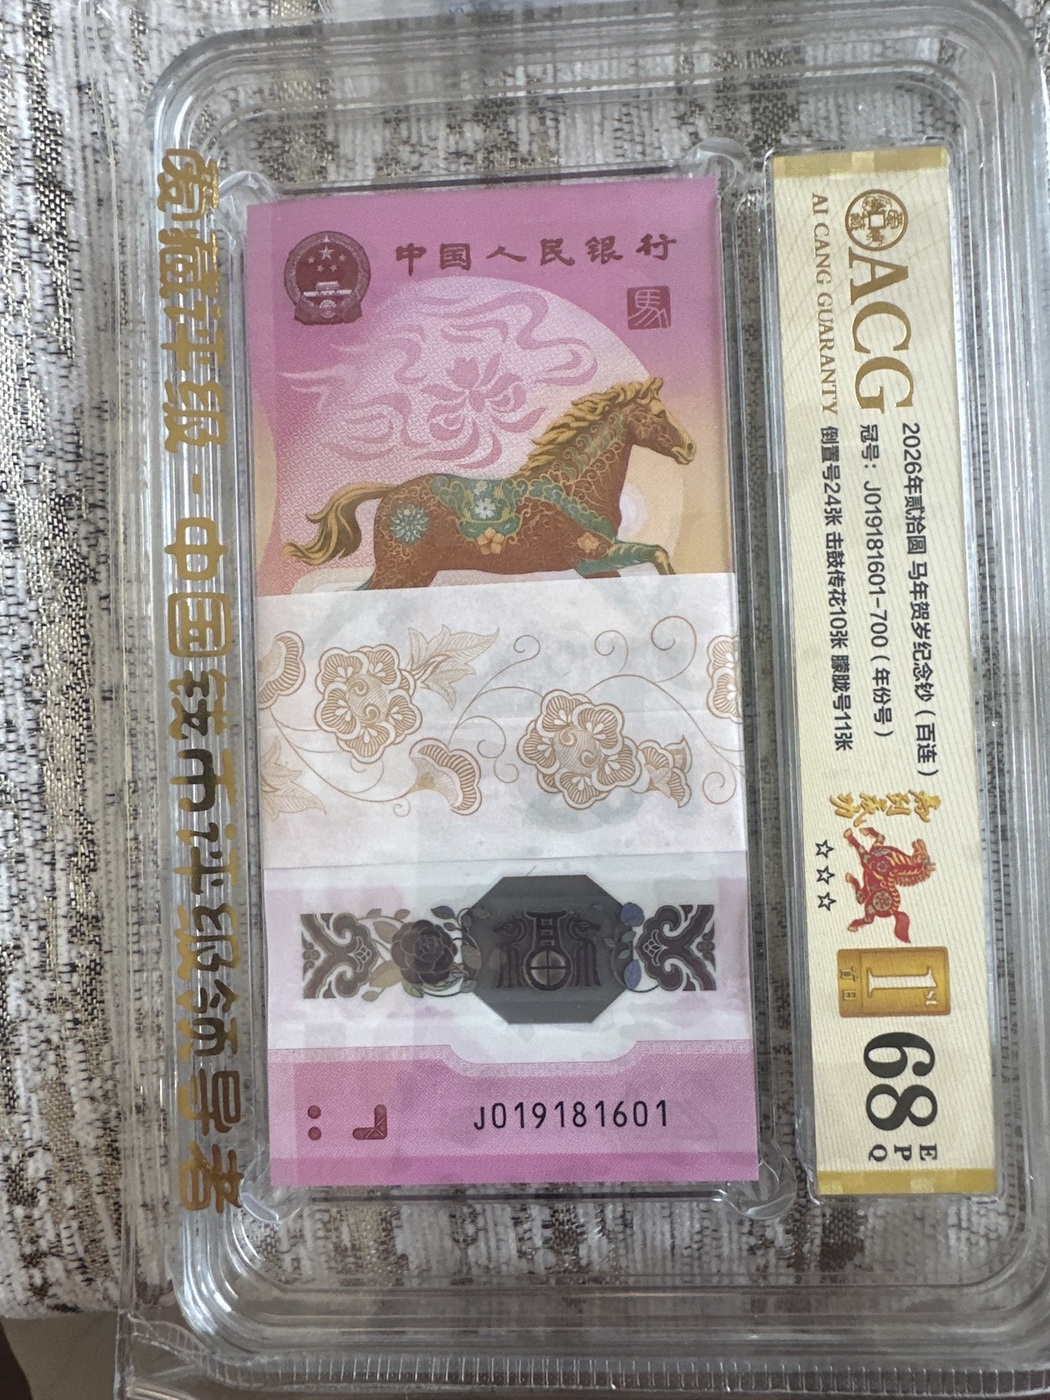 爱藏评级·中国钱币评级领导者
中国人民银行
馬
J019181601
ACG
AI CANG GUARANTY
2026年贰拾圆 马年贺岁纪念钞(百连)
冠号：J019181601-700(年份号)
倒置号24张 击鼓传花10张 朦胧号11张
☆☆☆
68
EPQ